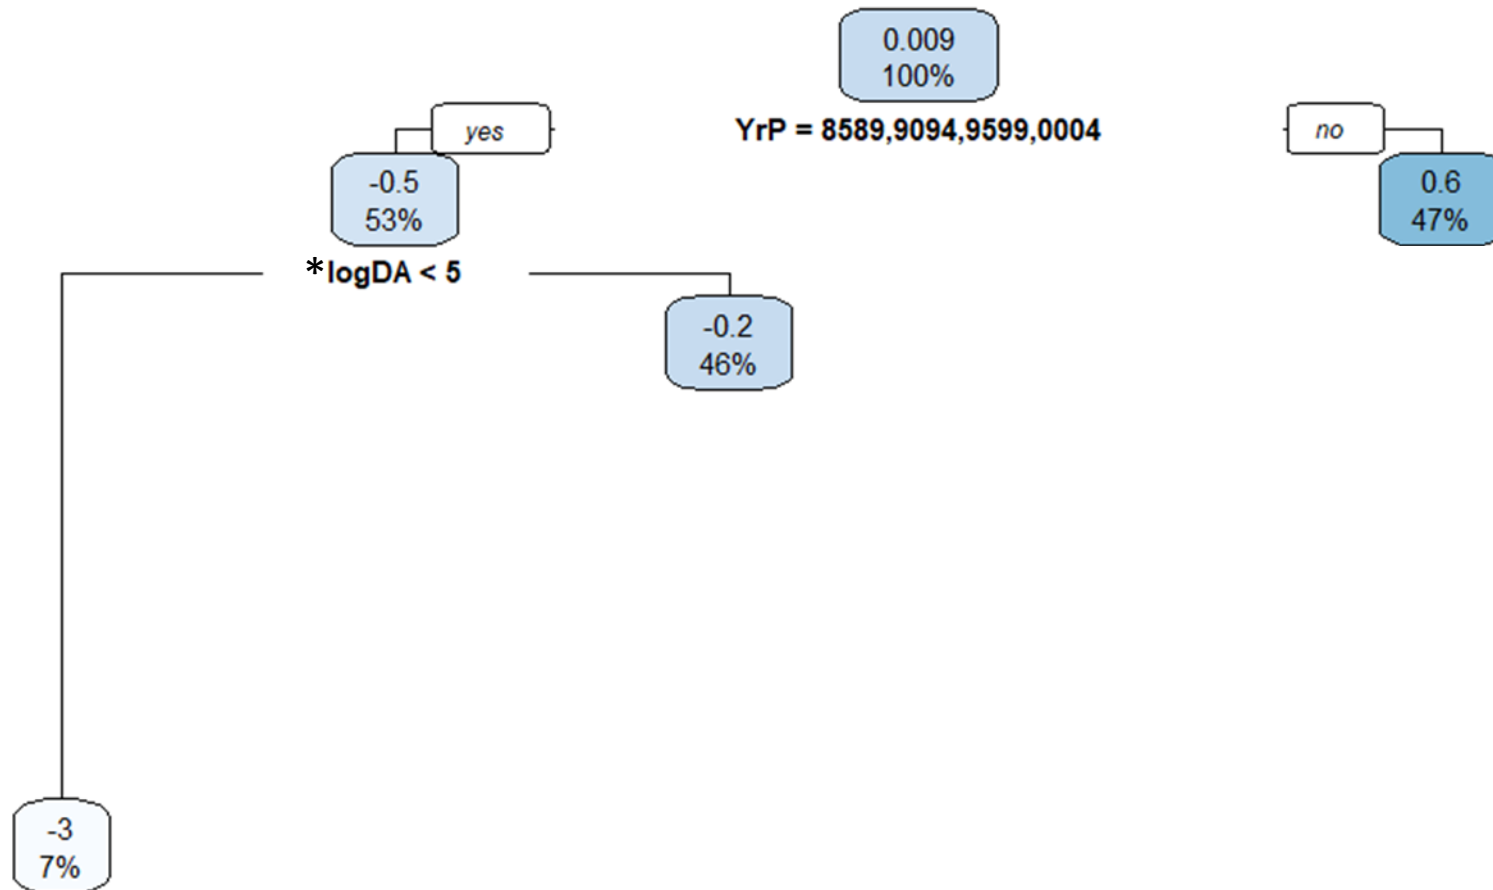 0.009
100%
yes
YrP = 8589,9094,9599,0004
no
-0.5
53%
0.6
47%
*logDA < 5
-0.2
46%
-3
7%